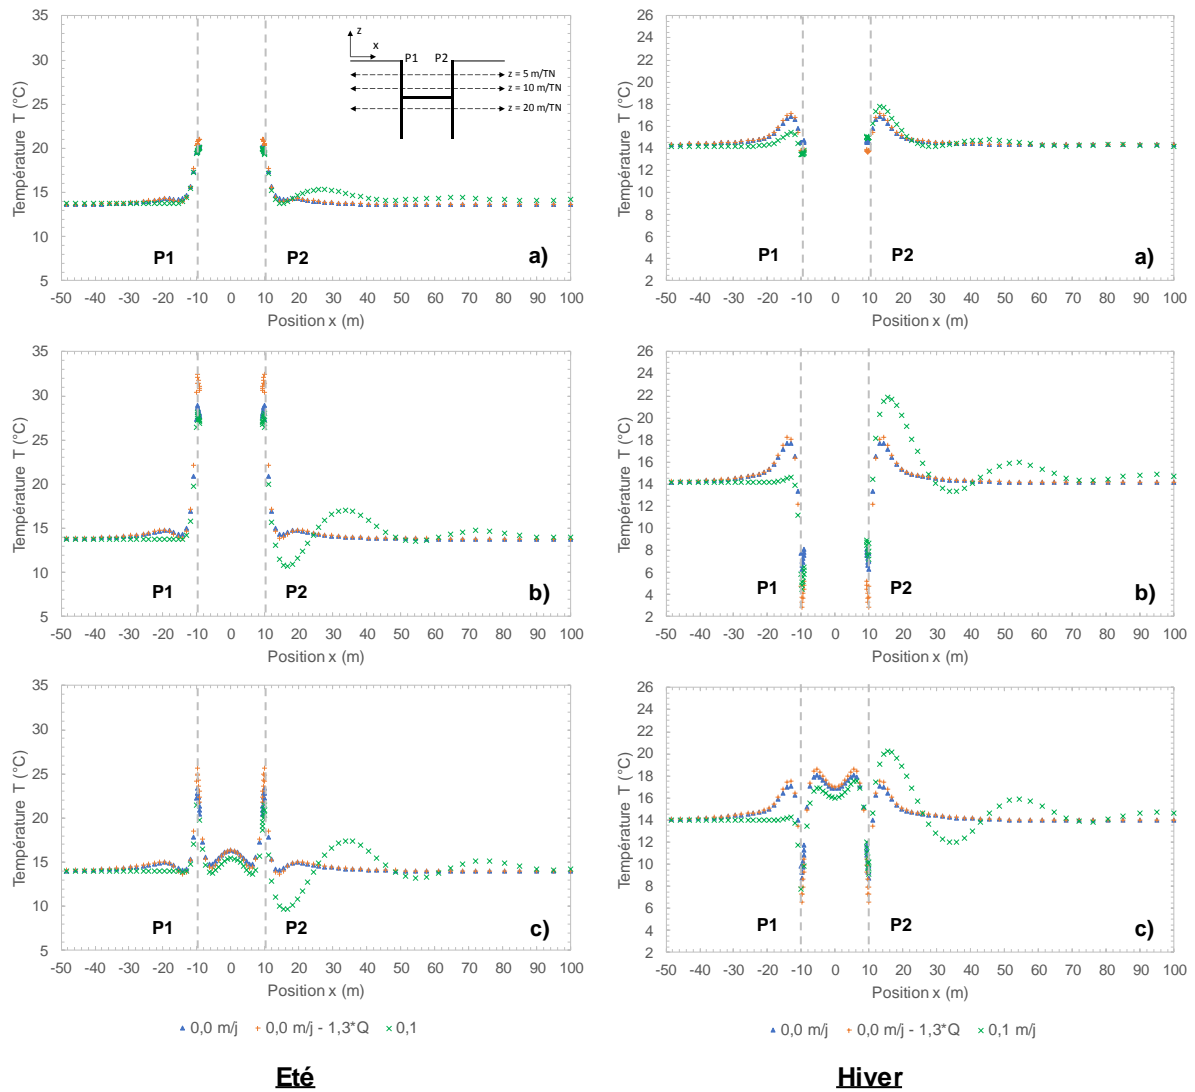 35
30
25
20
15
10
5
Température T (°C)
z
x
P1
P2
z = 5 m/TN
z = 10 m/TN
z = 20 m/TN
P1
P2
a)
-50 -40 -30 -20 -10 0 10 20 30 40 50 60 70 80 90 100
Position x (m)
26
24
22
20
18
16
14
12
10
8
6
4
2
Température T (°C)
P1
P2
a)
-50 -40 -30 -20 -10 0 10 20 30 40 50 60 70 80 90 100
Position x (m)
35
30
25
20
15
10
5
Température T (°C)
P1
P2
b)
-50 -40 -30 -20 -10 0 10 20 30 40 50 60 70 80 90 100
Position x (m)
26
24
22
20
18
16
14
12
10
8
6
4
2
Température T (°C)
P1
P2
b)
-50 -40 -30 -20 -10 0 10 20 30 40 50 60 70 80 90 100
Position x (m)
35
30
25
20
15
10
5
Température T (°C)
P1
P2
c)
-50 -40 -30 -20 -10 0 10 20 30 40 50 60 70 80 90 100
Position x (m)
26
24
22
20
18
16
14
12
10
8
6
4
2
Température T (°C)
P1
P2
c)
-50 -40 -30 -20 -10 0 10 20 30 40 50 60 70 80 90 100
Position x (m)
0,0 m/j 0,0 m/j - 1,3*Q 0,1
0,0 m/j 0,0 m/j - 1,3*Q 0,1 m/j
Eté
Hiver